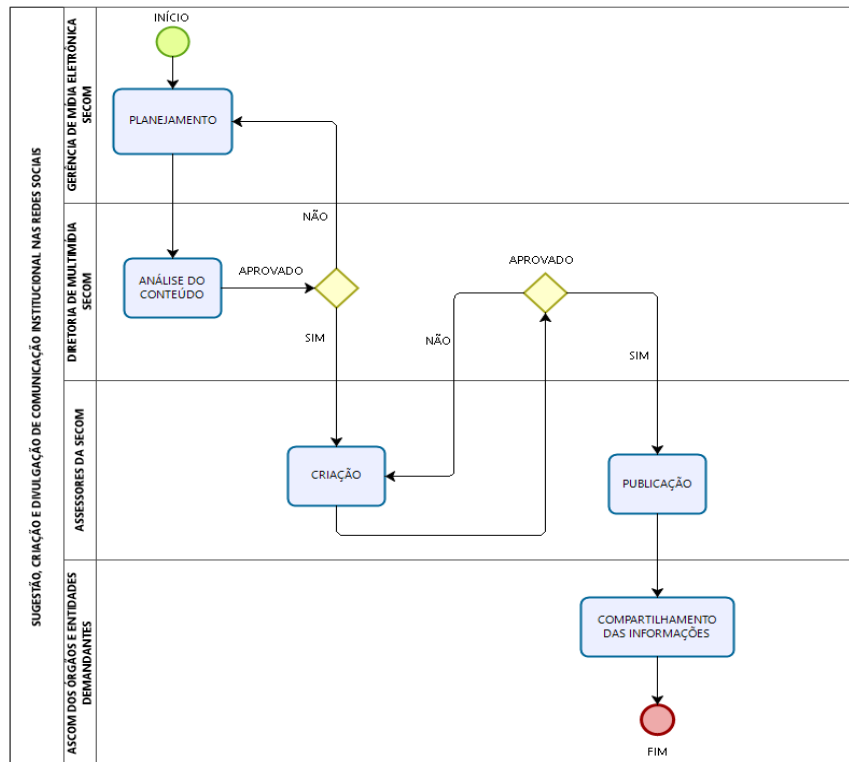 SUGESTÃO, CRIAÇÃO E DIVULGAÇÃO DE COMUNICAÇÃO INSTITUCIONAL NAS REDES SOCIAIS
GERÊNCIA DE MÍDIA ELETRÔNICA
SECOM
INÍCIO
PLANEJAMENTO
NÃO
DIRETORIA DE MULTIMÍDIA
SECOM
ANÁLISE DO
CONTEÚDO
APROVADO
SIM
APROVADO
NÃO
SIM
ASSESSORES DA SECOM
CRIAÇÃO
PUBLICAÇÃO
ASCOM DOS ÓRGÃOS E ENTIDADES
DEMANDANTES
COMPARTILHAMENTO
DAS INFORMAÇÕES
FIM